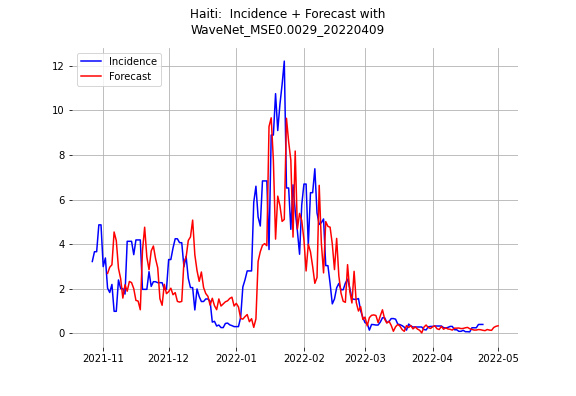 Haiti:  Incidence + Forecast with
WaveNet_MSE0.0029_20220409
Incidence
Forecast
12
10
8
6
4
2
0
2021-11 2021-12 2022-01 2022-02 2022-03 2022-04 2022-05